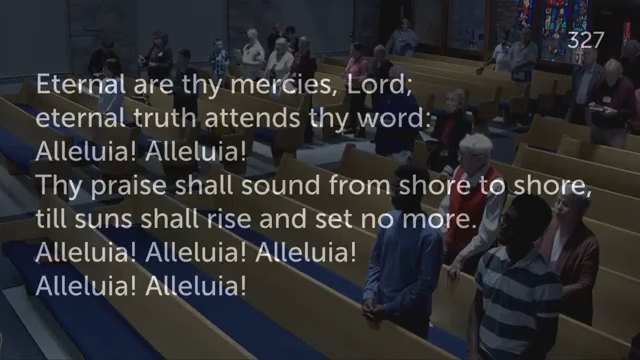 327
Eternal are thy mercies, Lord;
eternal truth attends thy word:
Alleluia! Alleluia!
Thy praise shall sound from shore to shore,
till suns shall rise and set no more.
Alleluia! Alleluia! Alleluia!
Alleluia! Alleluia!